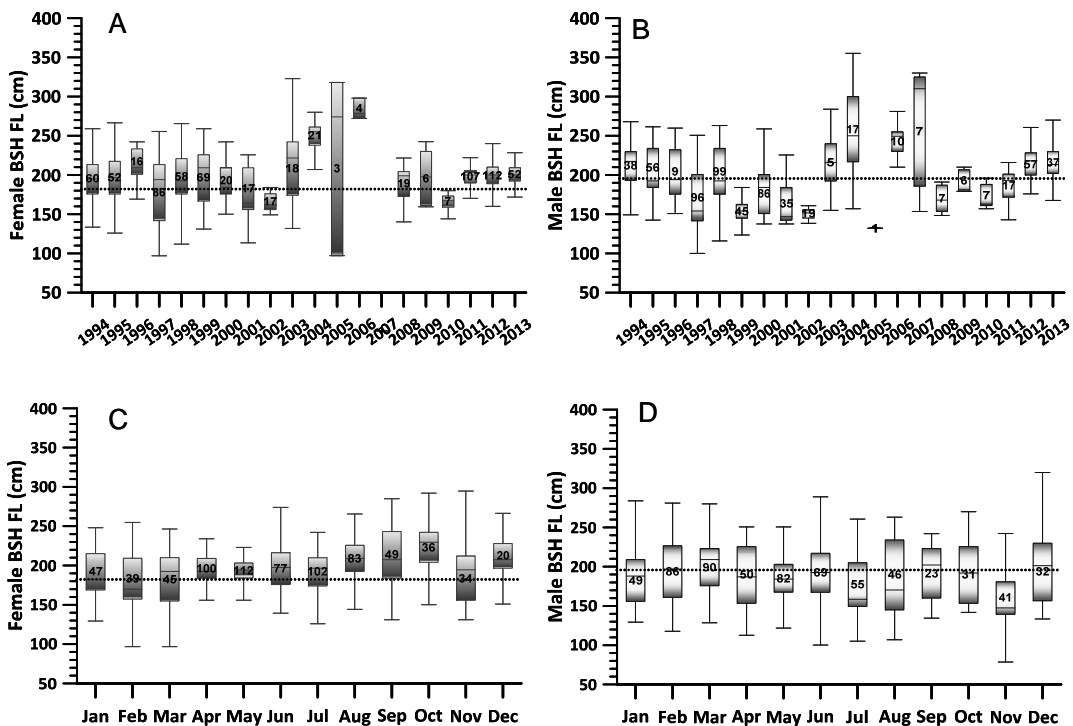 A
Female BSH FL (cm)
400
350
300
250
200
150
100
50
60 52 16 86 58 69 20 17 17 18 21 3 4 19 6 7 107 112 52
1994 1995 1996 1997 1998 1999 2000 2001 2002 2003 2004 2005 2006 2008 2009 2010 2011 2012 2013
B
Male BSH FL (cm)
400
350
300
250
200
150
100
50
38 56 9 96 99 45 86 35 19 5 17 1 10 7 7 6 7 17 57 37
1994 1995 1996 1997 1998 1999 2000 2001 2002 2003 2004 2005 2006 2007 2008 2009 2010 2011 2012 2013
C
Female BSH FL (cm)
400
350
300
250
200
150
100
50
47 39 45 100 112 77 102 83 49 36 34 20
Jan Feb Mar Apr May Jun Jul Aug Sep Oct Nov Dec
D
Male BSH FL (cm)
400
350
300
250
200
150
100
50
49 86 90 50 82 69 55 46 23 31 41 32
Jan Feb Mar Apr May Jun Jul Aug Sep Oct Nov Dec